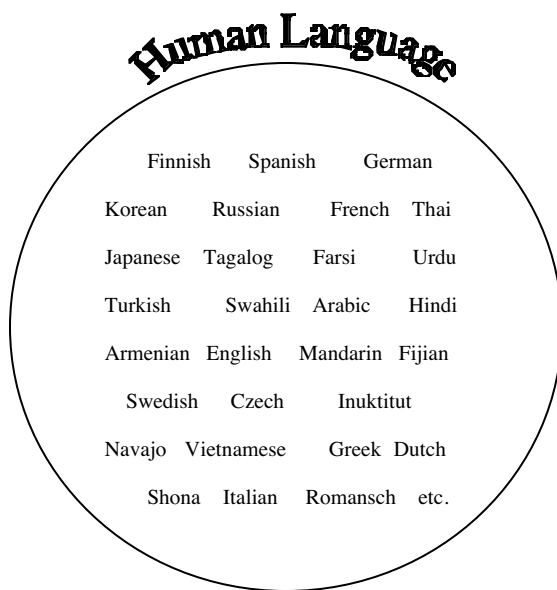 Human Language
Finnish Spanish German
Korean Russian French Thai
Japanese Tagalog Farsi Urdu
Turkish Swahili Arabic Hindi
Armenian English Mandarin Fijian
Swedish Czech Inuktitut
Navajo Vietnamese Greek Dutch
Shona Italian Romansch etc.